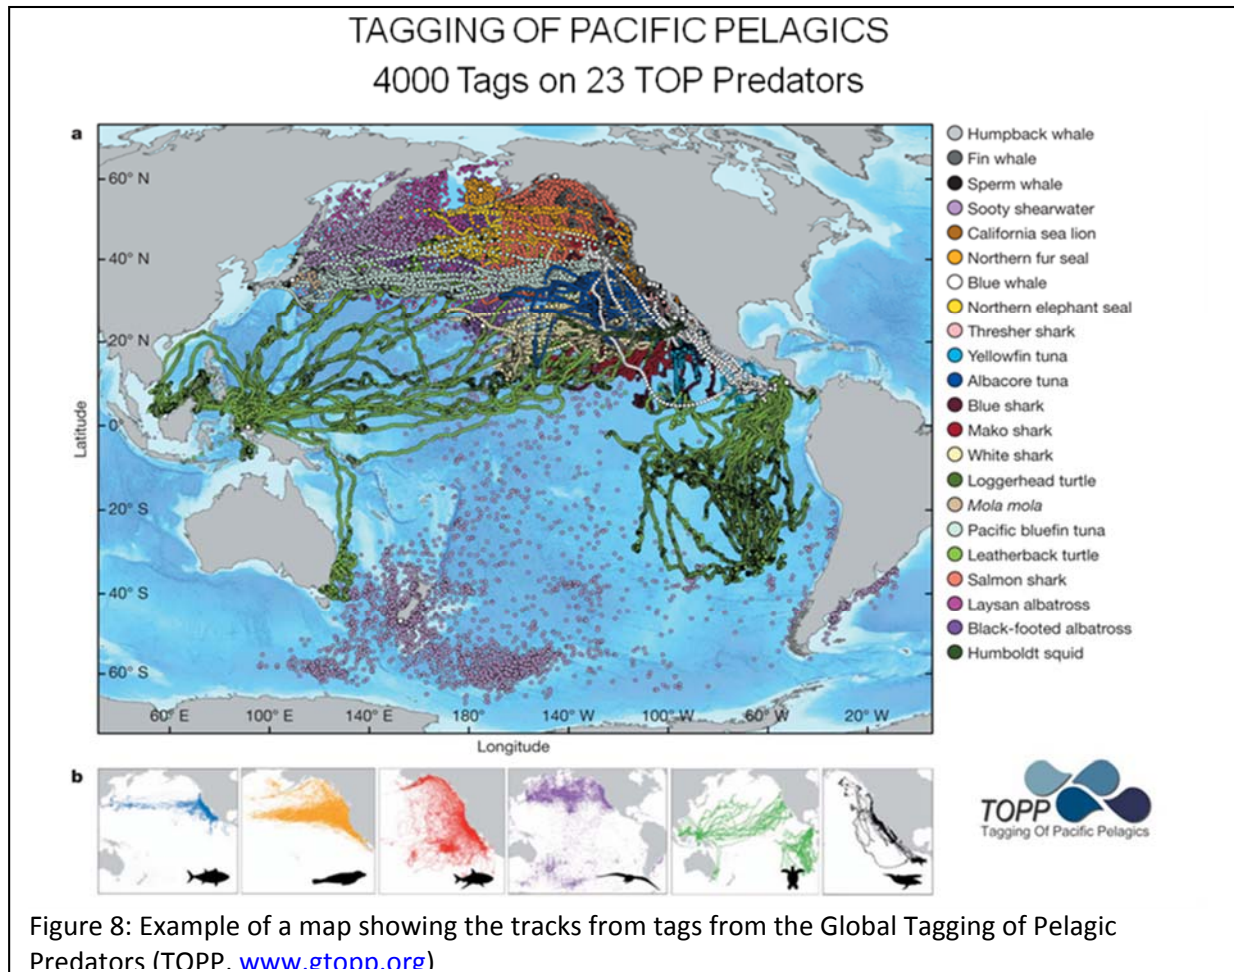 TAGGING OF PACIFIC PELAGICS
4000 Tags on 23 TOP Predators
a
60° N
40° N
20° N
0°
20° S
40° S
60° S
Latitude
60° E
100° E
140° E
180°
140° W
100° W
60° W
20° W
Longitude
Humpback whale
Fin whale
Sperm whale
Sooty shearwater
California sea lion
Northern fur seal
Blue whale
Northern elephant seal
Thresher shark
Yellowfin tuna
Albacore tuna
Blue shark
Mako shark
White shark
Loggerhead turtle
Mola mola
Pacific bluefin tuna
Leatherback turtle
Salmon shark
Laysan albatross
Black-footed albatross
Humboldt squid
b
TOPP
Tagging Of Pacific Pelagics
Figure 8: Example of a map showing the tracks from tags from the Global Tagging of Pelagic
Predators (TOPP, www.gtopp.org)